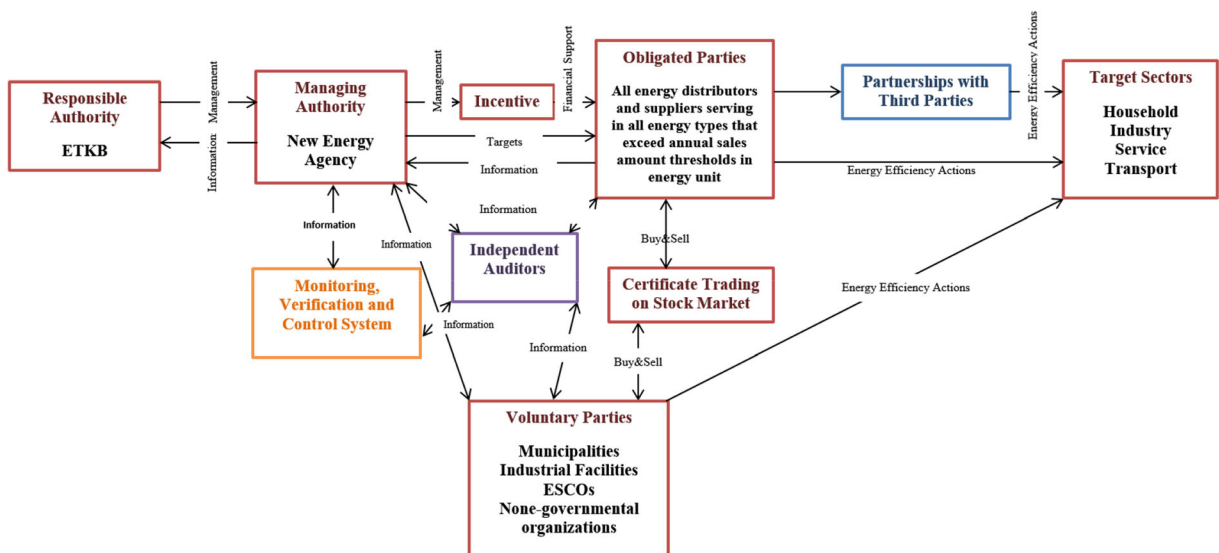 Responsible
Authority
ETKB
Management
Information
Managing
Authority
New Energy
Agency
Management
Incentive
Financial Support
Targets
Information
Obligated Parties
All energy distributors
and suppliers serving
in all energy types that
exceed annual sales
amount thresholds in
energy unit
Partnerships with
Third Parties
Energy Efficiency Actions
Energy Efficiency Actions
Target Sectors
Household
Industry
Service
Transport
Information
Information
Information
Independent
Auditors
Buy&Sell
Monitoring,
Verification and
Control System
Information
Information
Certificate Trading
on Stock Market
Energy Efficiency Actions
Buy&Sell
Voluntary Parties
Municipalities
Industrial Facilities
ESCOs
None-governmental
organizations